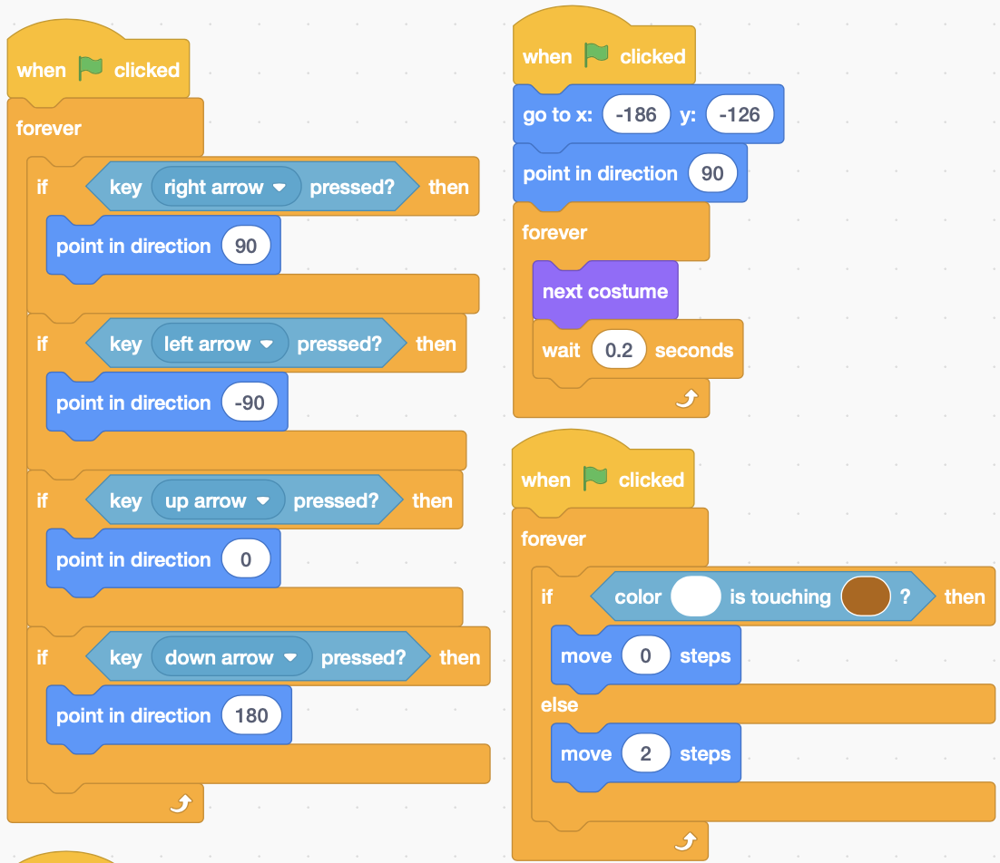 when clicked
forever
if key right arrow pressed? then
point in direction 90
if key left arrow pressed? then
point in direction -90
if key up arrow pressed? then
point in direction 0
if key down arrow pressed? then
point in direction 180
when clicked
go to x: -186 y: -126
point in direction 90
forever
next costume
wait 0.2 seconds
when clicked
forever
if color is touching ? then
move 0 steps
else
move 2 steps